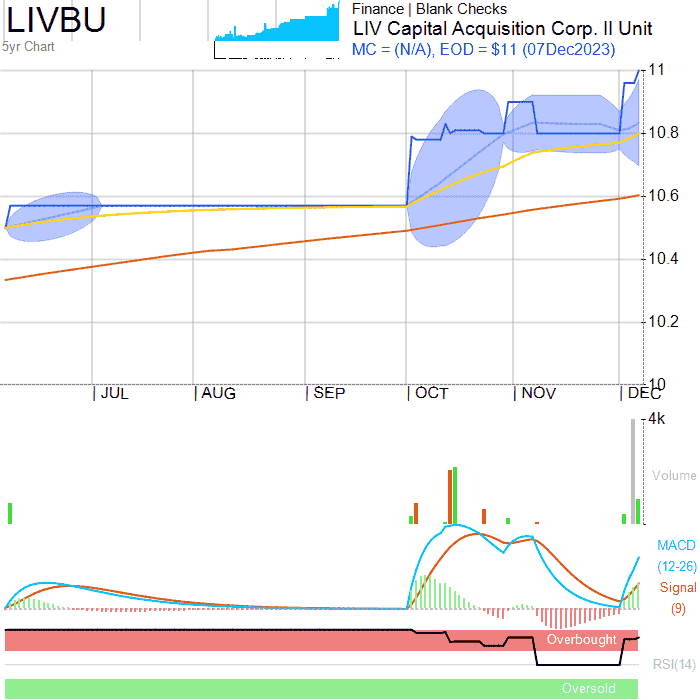 LIVBU
5yr Chart
Finance | Blank Checks
LIV Capital Acquisition Corp. II Unit
MC = (N/A), EOD = $11 (07Dec2023)
11
10.8
10.6
10.4
10.2
10
JUL AUG SEP OCT NOV DEC
4k
Volume
MACD
(12-26)
Signal
(9)
Overbought
RSI(14)
Oversold